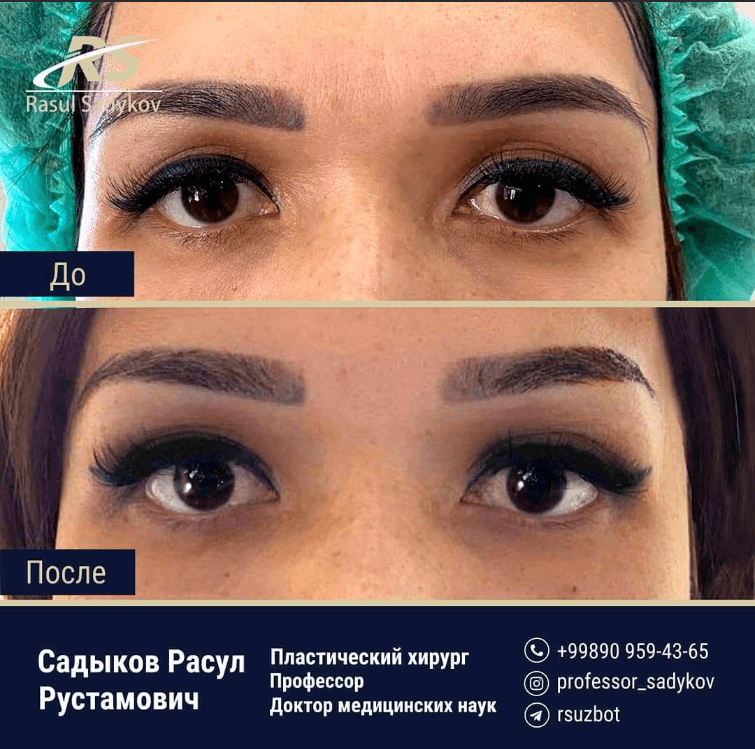 RS
Rasul Sadykov
До
После
Садыков Расул
Рустамович
Пластический хирург
Профессор
Доктор медицинских наук
+99890 959-43-65
professor_sadykov
rsuzbot